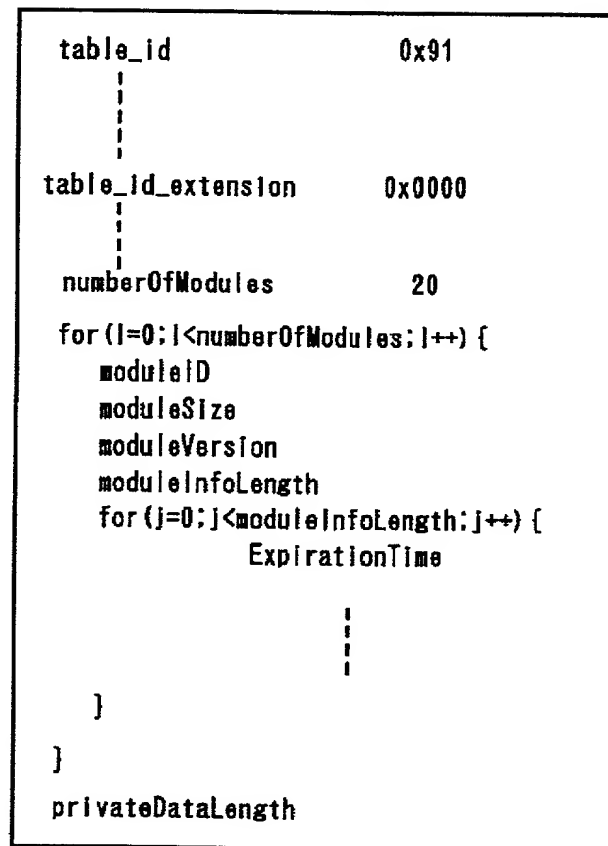 table_id 0x91
table_id_extension 0x0000
numberOfModules 20
for(i=0;i<numberOfModules;i++){
moduleID
moduleSize
moduleVersion
moduleInfoLength
for(j=0;j<moduleInfoLength;j++){
ExpirationTime
}
}
privateDataLength